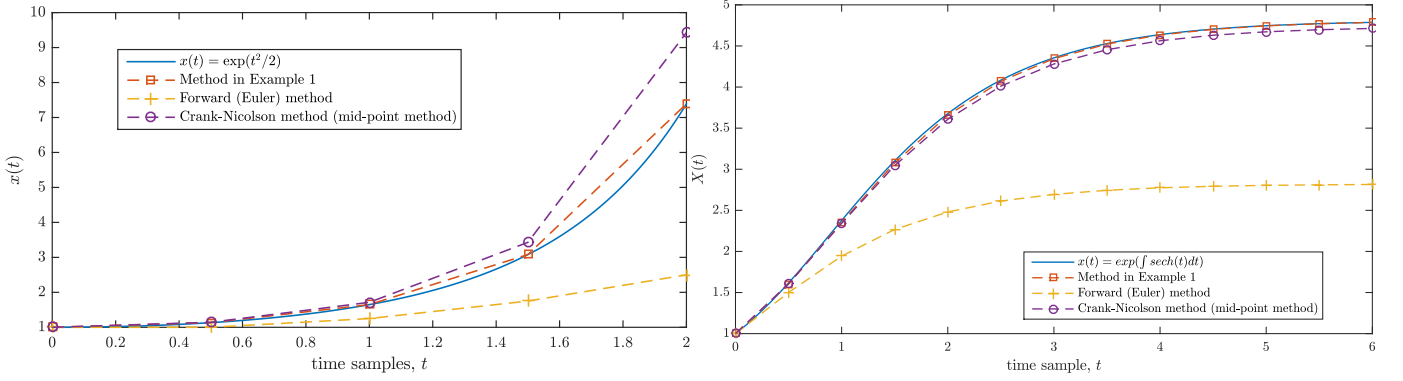 10
9
8
7
6
5
4
3
2
1
x(t)
x(t) = exp(t²/2)
Method in Example 1
Forward (Euler) method
Crank-Nicolson method (mid-point method)
0 0.2 0.4 0.6 0.8 1 1.2 1.4 1.6 1.8 2
time samples, t
5
4.5
4
3.5
3
2.5
2
1.5
1
X(t)
x(t) = exp(∫ sech(t)dt)
Method in Example 1
Forward (Euler) method
Crank-Nicolson method (mid-point method)
0 1 2 3 4 5 6
time sample, t